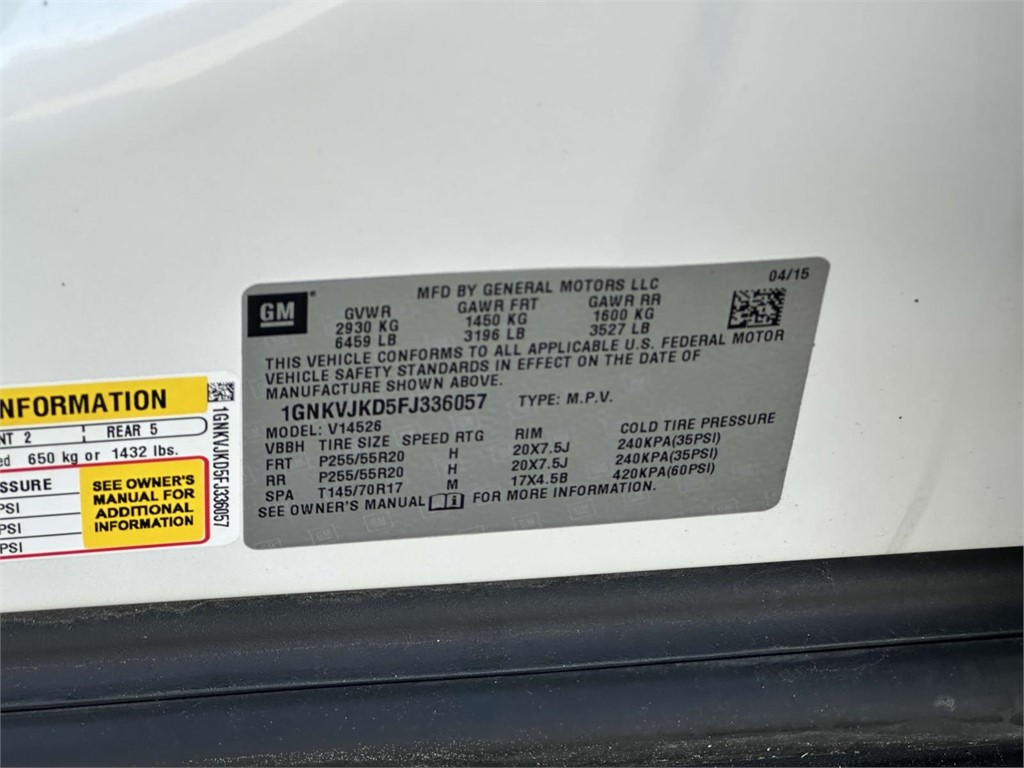 GM
MFD BY GENERAL MOTORS LLC
04/15
GVWR GAWR FRT GAWR RR
2930 KG 1450 KG 1600 KG
6459 LB 3196 LB 3527 LB
THIS VEHICLE CONFORMS TO ALL APPLICABLE U.S. FEDERAL MOTOR
VEHICLE SAFETY STANDARDS IN EFFECT ON THE DATE OF
MANUFACTURE SHOWN ABOVE.
1GNKVJKD5FJ336057 TYPE: M.P.V.
MODEL: V14526
VBBH TIRE SIZE SPEED RTG RIM COLD TIRE PRESSURE
FRT P255/55R20 H 20X7.5J 240KPA(35PSI)
RR P255/55R20 H 20X7.5J 240KPA(35PSI)
SPA T145/70R17 M 17X4.5B 420KPA(60PSI)
SEE OWNER'S MANUAL FOR MORE INFORMATION.
INFORMATION
NT 2 REAR 5
ed 650 kg or 1432 lbs.
SSURE
PSI
PSI
PSI
SEE OWNER'S
MANUAL FOR
ADDITIONAL
INFORMATION
1GNKVJKD5FJ336057